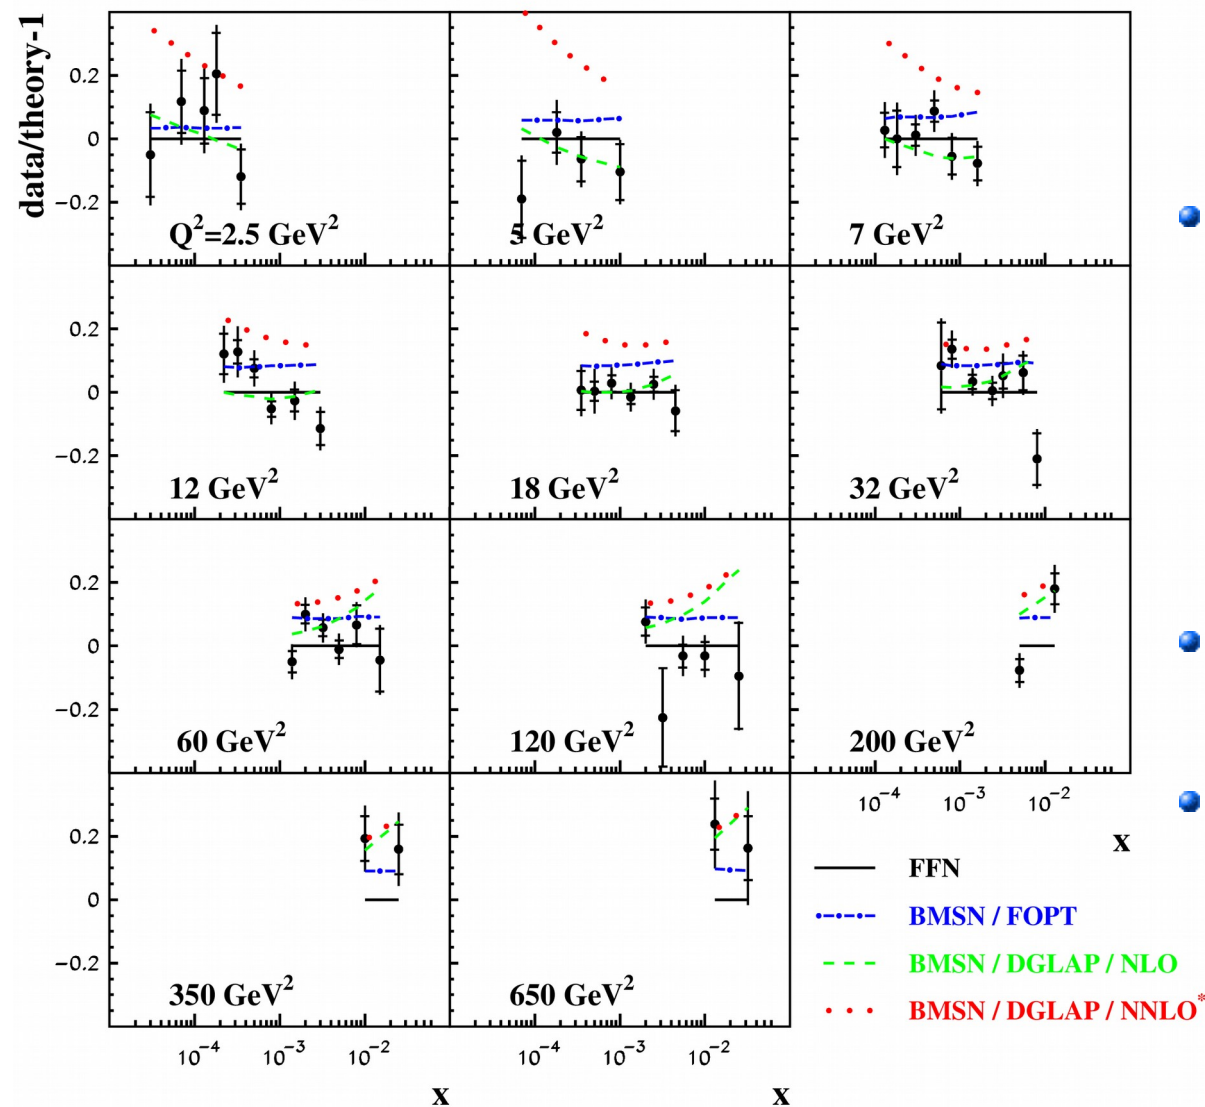 data/theory-1
0.2
0
−0.2
Q²=2.5 GeV²
5 GeV²
7 GeV²
0.2
0
−0.2
12 GeV²
18 GeV²
32 GeV²
0.2
0
−0.2
60 GeV²
120 GeV²
200 GeV²
10⁻⁴ 10⁻³ 10⁻²
x
0.2
0
−0.2
350 GeV²
650 GeV²
FFN
BMSN / FOPT
BMSN / DGLAP / NLO
BMSN / DGLAP / NNLO*
10⁻⁴ 10⁻³ 10⁻²
10⁻⁴ 10⁻³ 10⁻²
x
x